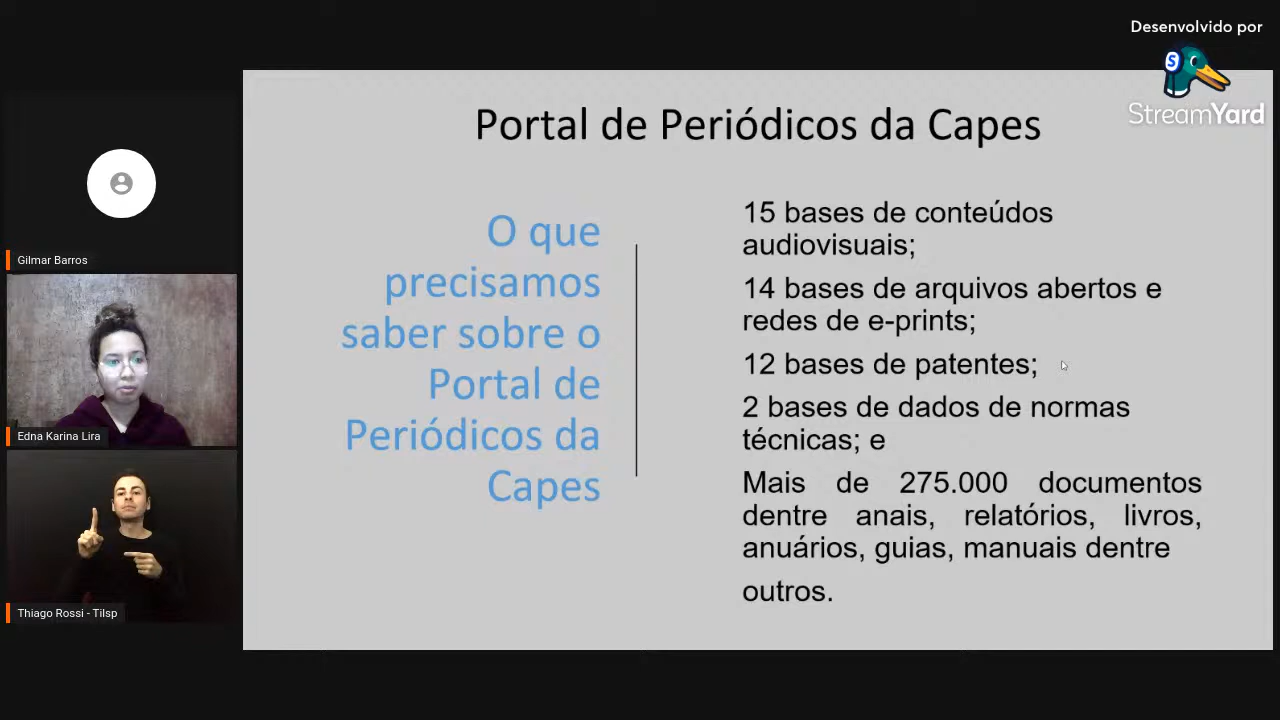 Desenvolvido por
S
StreamYard
Portal de Periódicos da Capes
O que
precisamos
saber sobre o
Portal de
Periódicos da
Capes
15 bases de conteúdos
audiovisuais;
14 bases de arquivos abertos e
redes de e-prints;
12 bases de patentes;
2 bases de dados de normas
técnicas; e
Mais de 275.000 documentos
dentre anais, relatórios, livros,
anuários, guias, manuais dentre
outros.
Gilmar Barros
Edna Karina Lira
Thiago Rossi - Tilsp